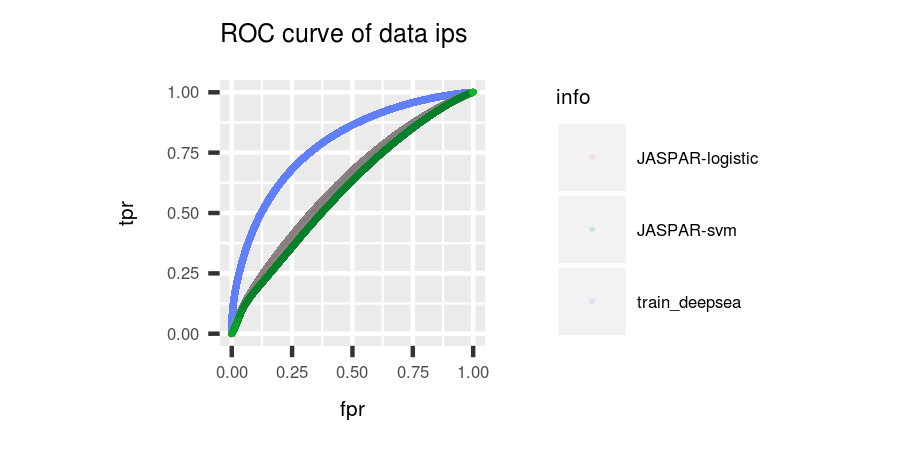 ROC curve of data ips
tpr
1.00
0.75
0.50
0.25
0.00
0.00 0.25 0.50 0.75 1.00
fpr
info
JASPAR-logistic
JASPAR-svm
train_deepsea